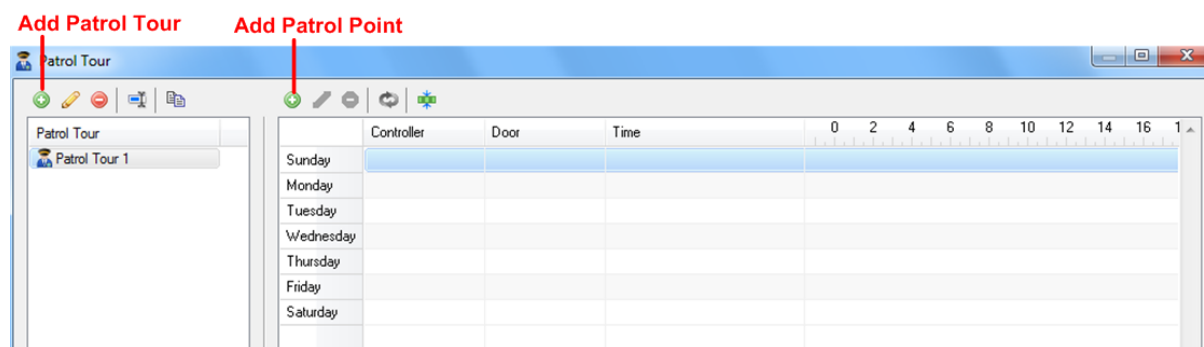 Add Patrol Tour Add Patrol Point
Patrol Tour
Patrol Tour Controller Door Time 0 2 4 6 8 10 12 14 16 1
Patrol Tour 1 Sunday
Monday
Tuesday
Wednesday
Thursday
Friday
Saturday